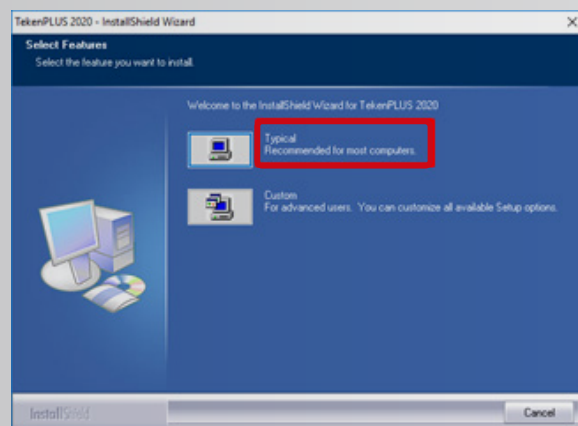 TekenPLUS 2020 - InstallShield Wizard
Select Features
Select the feature you want to install.
Welcome to the InstallShield Wizard for TekenPLUS 2020
Typical
Recommended for most computers.
Custom
For advanced users. You can customize all available Setup options.
InstallShield
Cancel